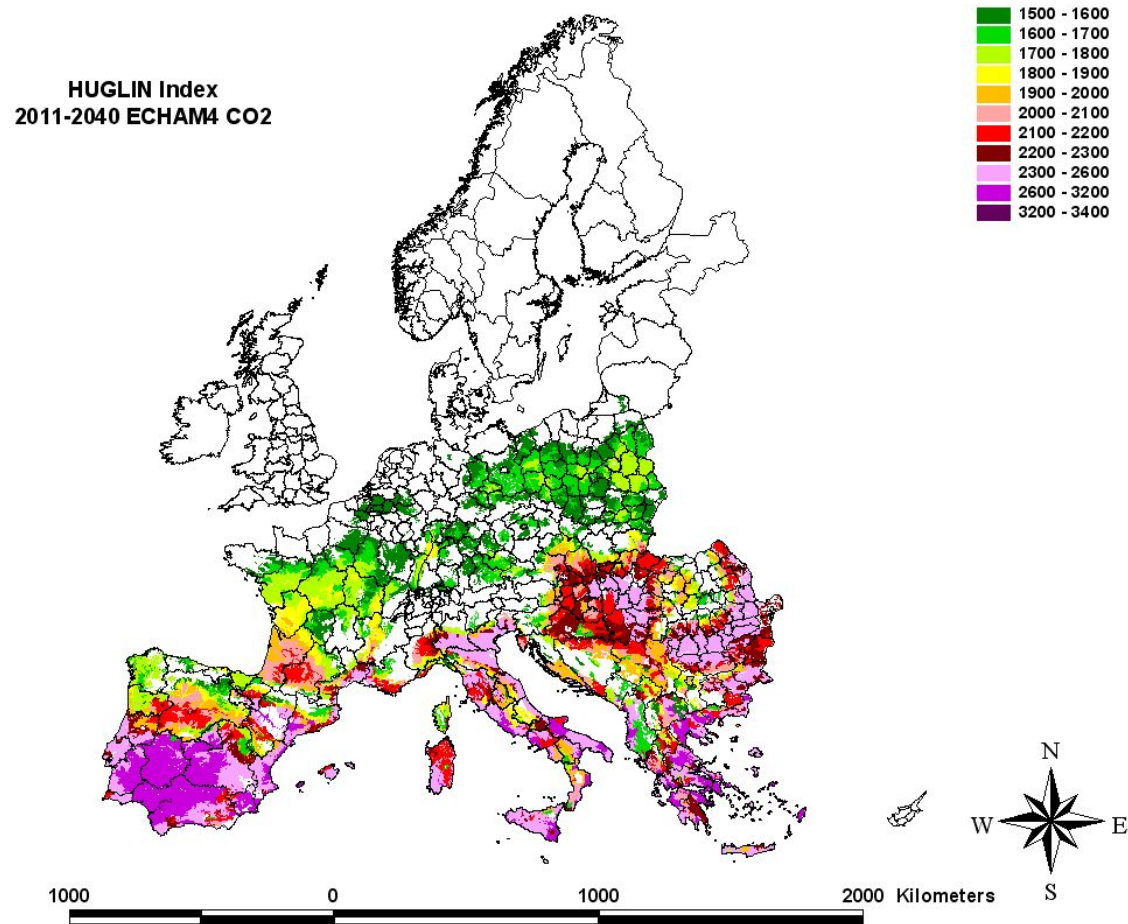 HUGLIN Index
2011-2040 ECHAM4 CO2
1500 - 1600
1600 - 1700
1700 - 1800
1800 - 1900
1900 - 2000
2000 - 2100
2100 - 2200
2200 - 2300
2300 - 2600
2600 - 3200
3200 - 3400
N
W E
S
1000 0 1000 2000 Kilometers